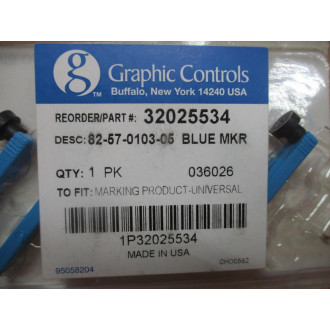 g
TM
Graphic Controls
Buffalo, New York 14240 USA
REORDER/PART #: 32025534
DESC: 82-57-0103-05 BLUE MKR
QTY: 1 PK 036026
TO FIT: MARKING PRODUCT-UNIVERSAL
1P32025534
MADE IN USA
95058204